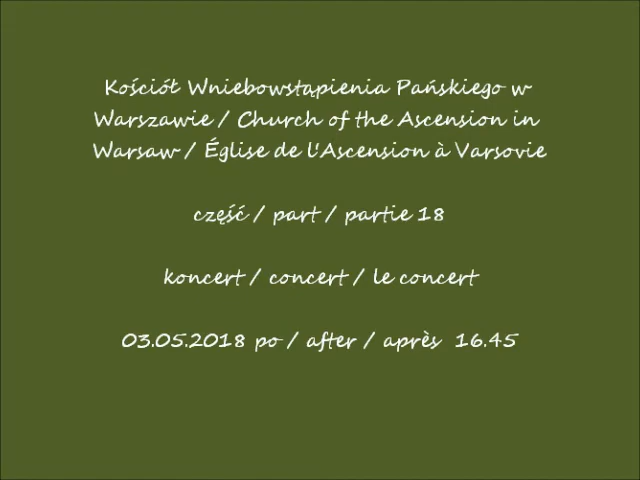 Kościół Wniebowstąpienia Pańskiego w
Warszawie / Church of the Ascension in
Warsaw / Église de l'Ascension à Varsovie
część / part / partie 18
koncert / concert / le concert
03.05.2018 po / after / après 16.45